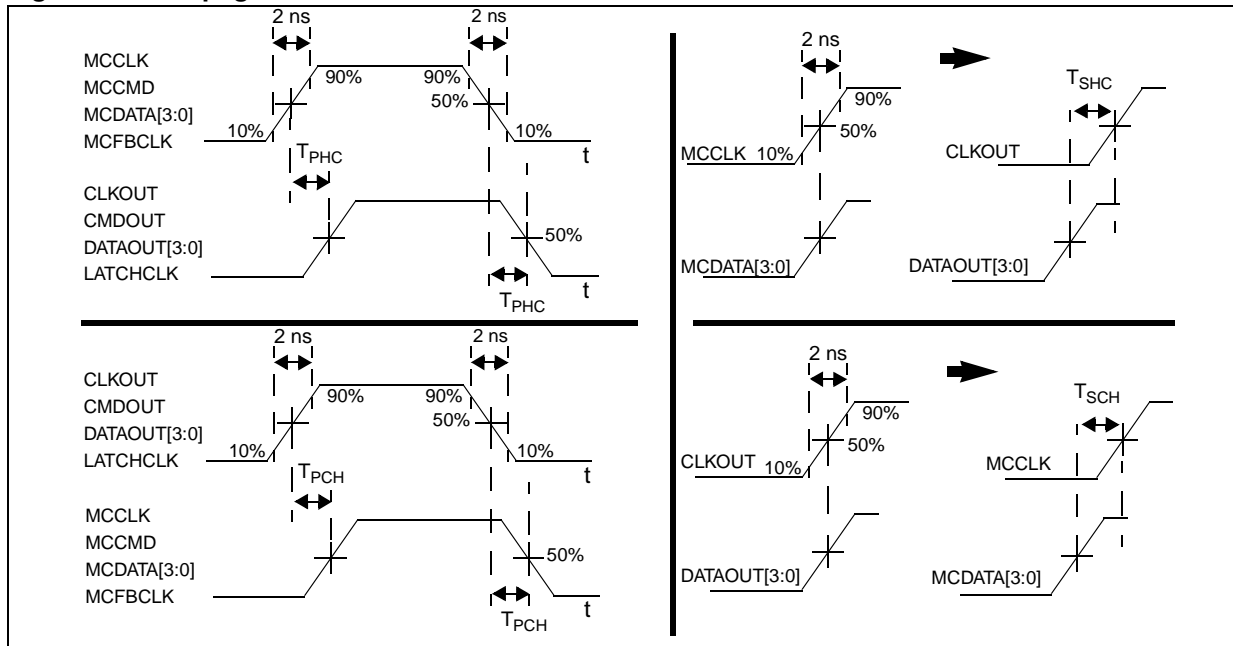 2 ns
2 ns
MCCLK
MCCMD
MCDATA[3:0]
MCFBCLK
10%
90%
90%
50%
10%
t
TPHC
CLKOUT
CMDOUT
DATAOUT[3:0]
LATCHCLK
50%
TPHC
t
2 ns
MCCLK 10%
90%
50%
MCDATA[3:0]
TSHC
CLKOUT
DATAOUT[3:0]
2 ns
2 ns
CLKOUT
CMDOUT
DATAOUT[3:0]
LATCHCLK
10%
90%
90%
50%
10%
t
TPCH
MCCLK
MCCMD
MCDATA[3:0]
MCFBCLK
50%
TPCH
t
2 ns
CLKOUT 10%
90%
50%
DATAOUT[3:0]
TSCH
MCCLK
MCDATA[3:0]